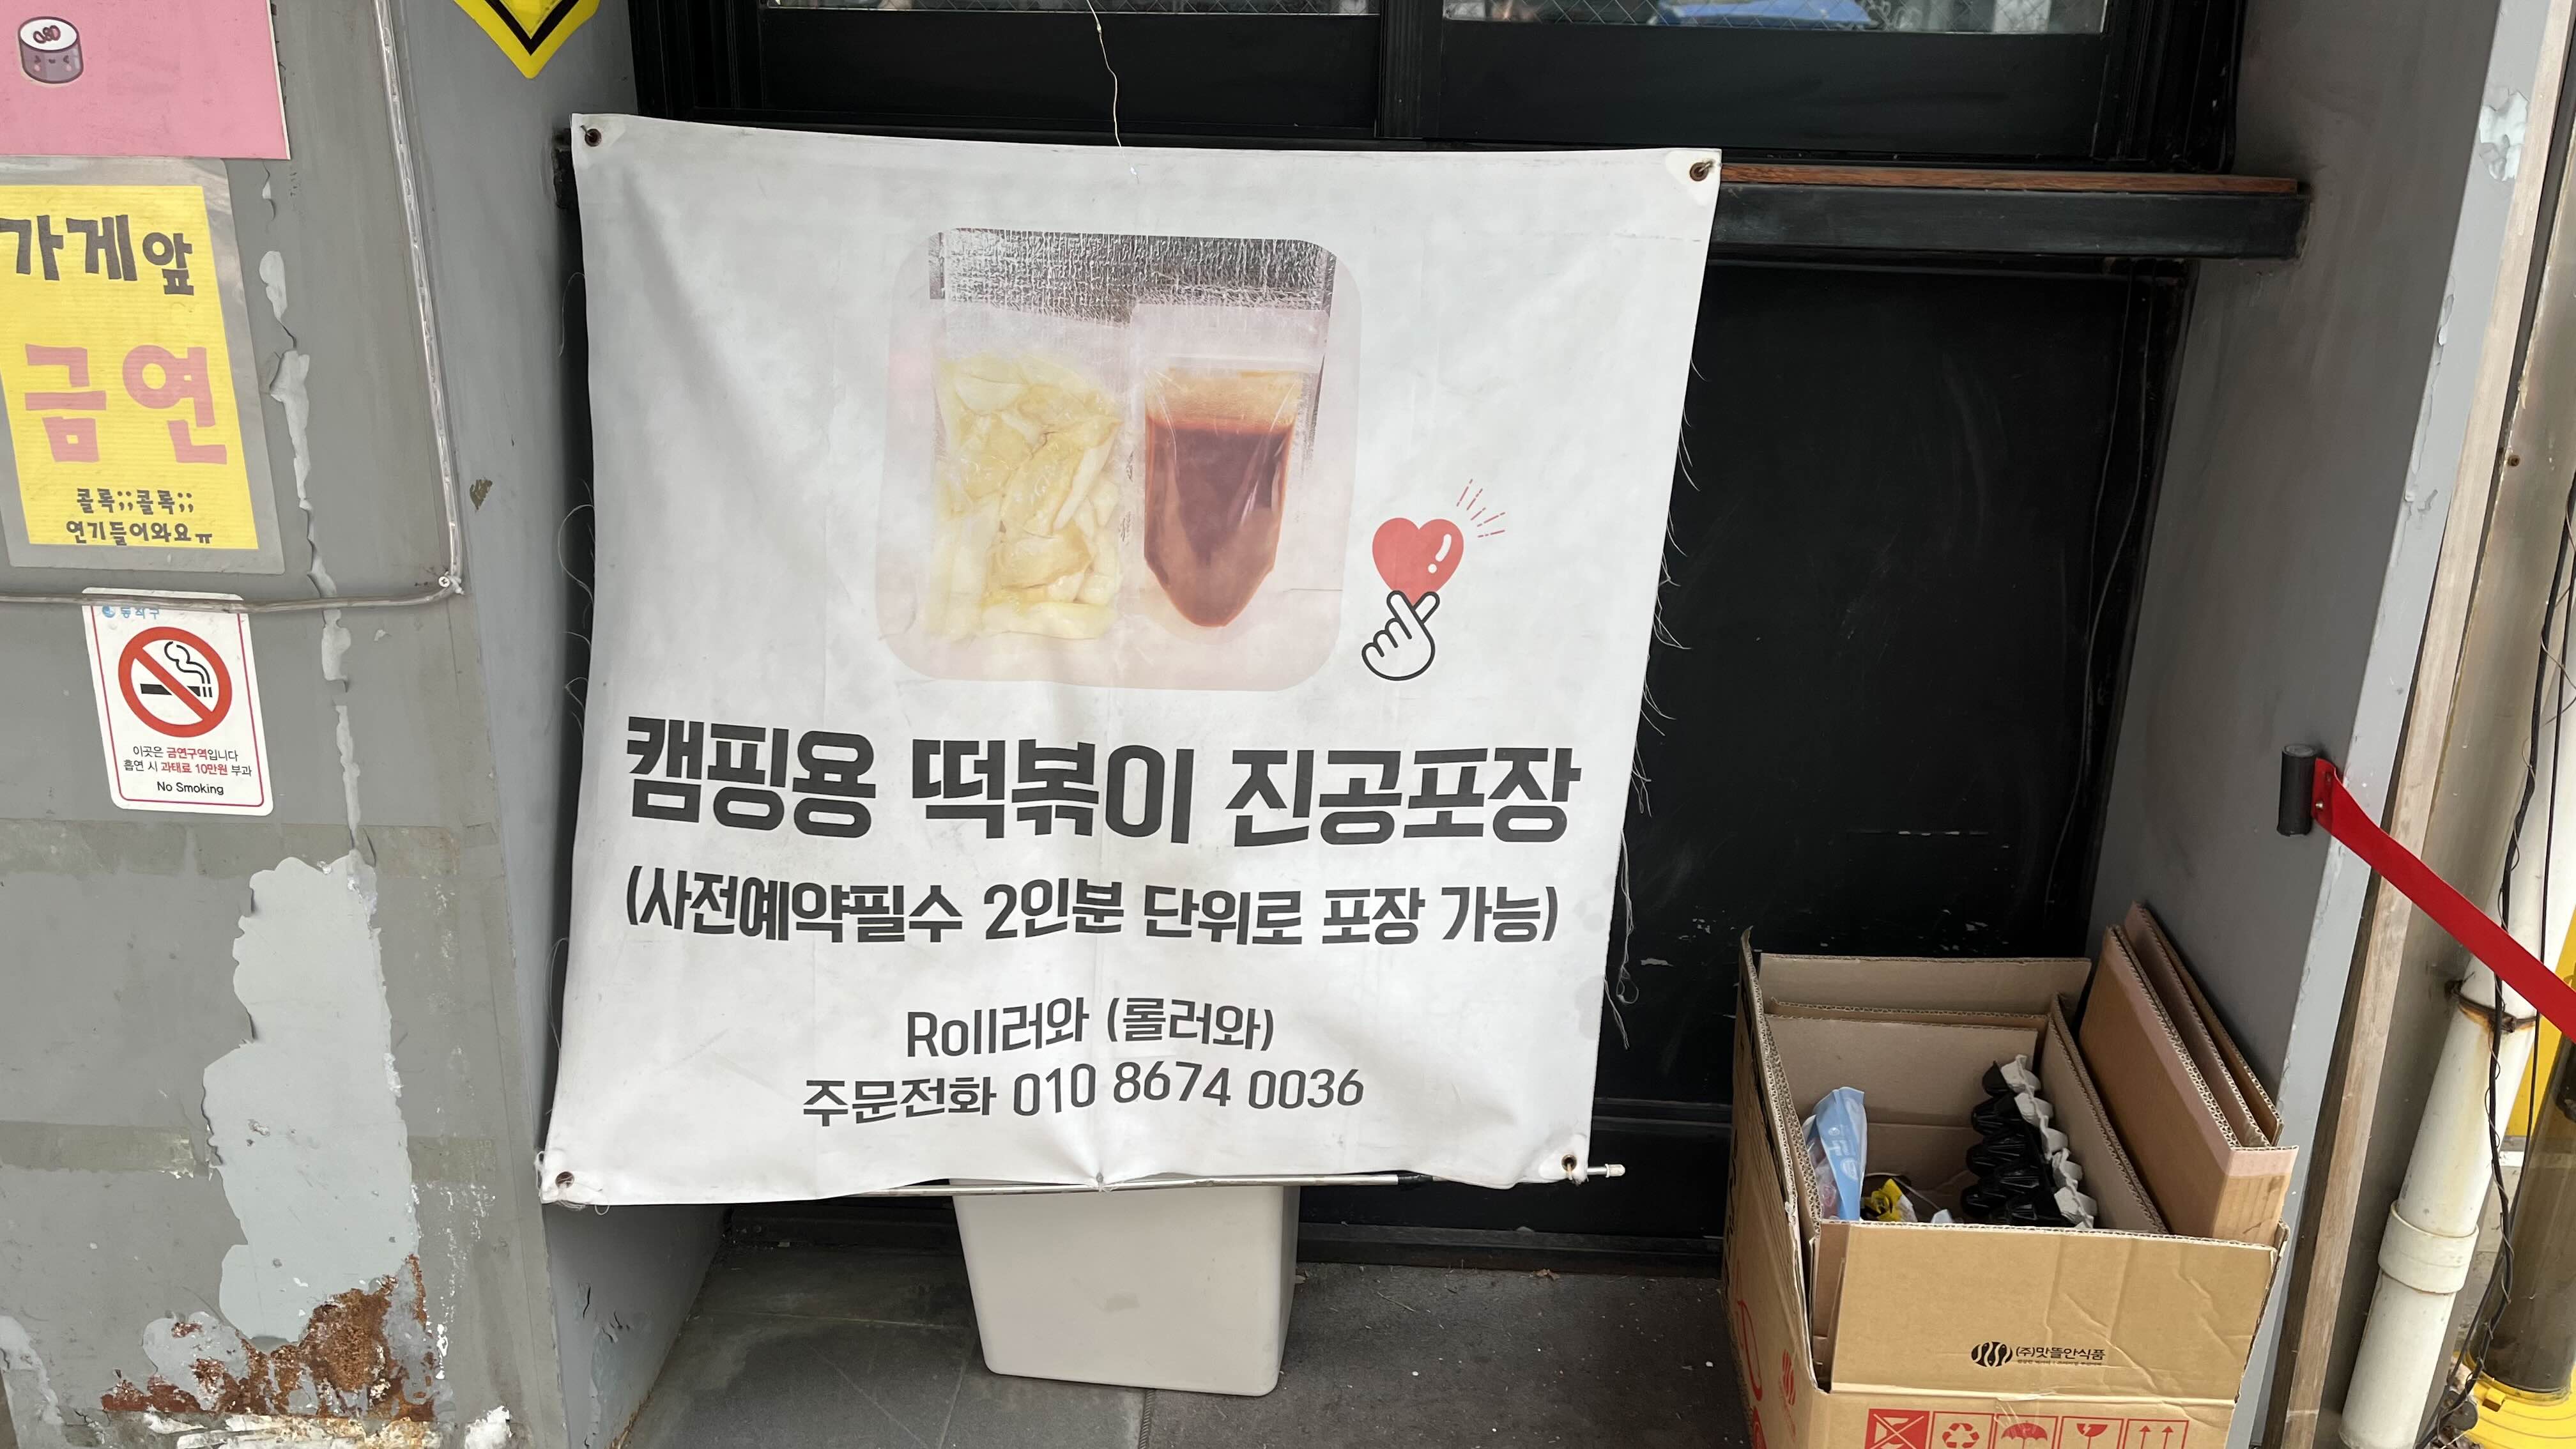 가게앞
금연
콜록;;콜록;;
연기들어와요ㅠ
동작구
이곳은 금연구역입니다
흡연 시 과태료 10만원 부과
No Smoking
캠핑용 떡볶이 진공포장
(사전예약필수 2인분 단위로 포장 가능)
Roll러와 (롤러와)
주문전화 010 8674 0036
(주)맛뜰안식품